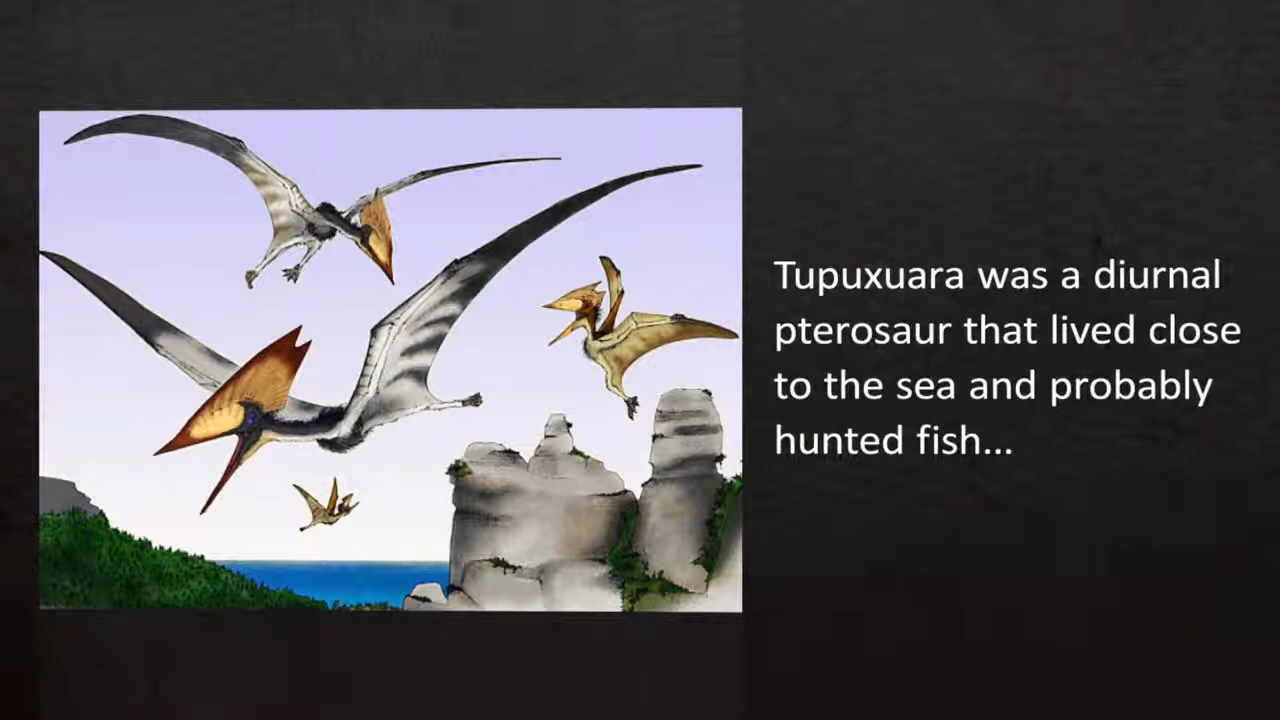 Tupuxuara was a diurnal
pterosaur that lived close
to the sea and probably
hunted fish...